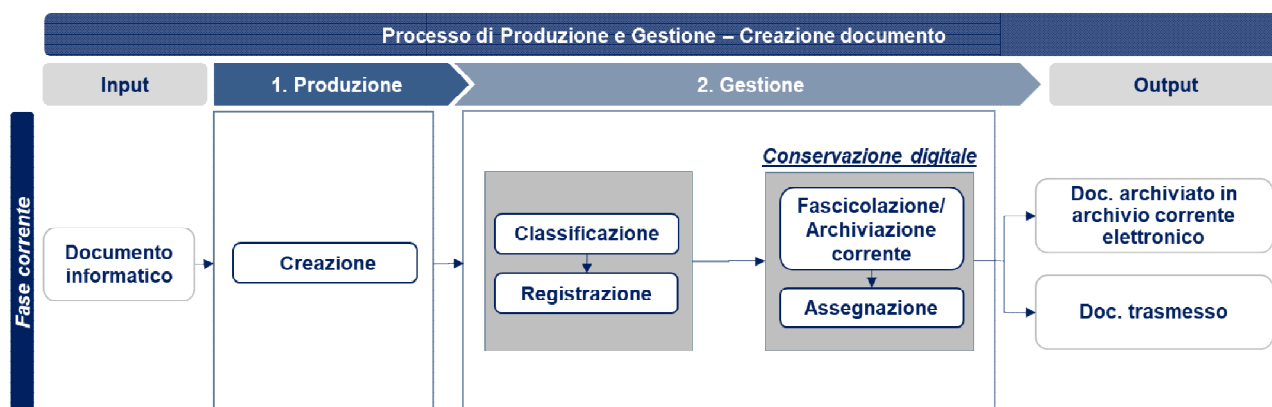 Processo di Produzione e Gestione – Creazione documento
Input
1. Produzione
2. Gestione
Output
Fase corrente
Documento
informatico
Creazione
Classificazione
Registrazione
Conservazione digitale
Fascicolazione/
Archiviazione
corrente
Assegnazione
Doc. archiviato in
archivio corrente
elettronico
Doc. trasmesso